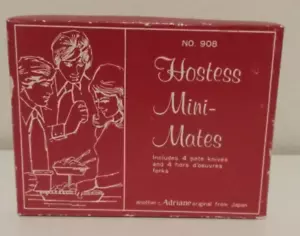 NO. 908
Hostess
Mini-
Mates
Includes 4 pate knives
and 4 hors d'oeuvres
forks
another Adriane original from Japan